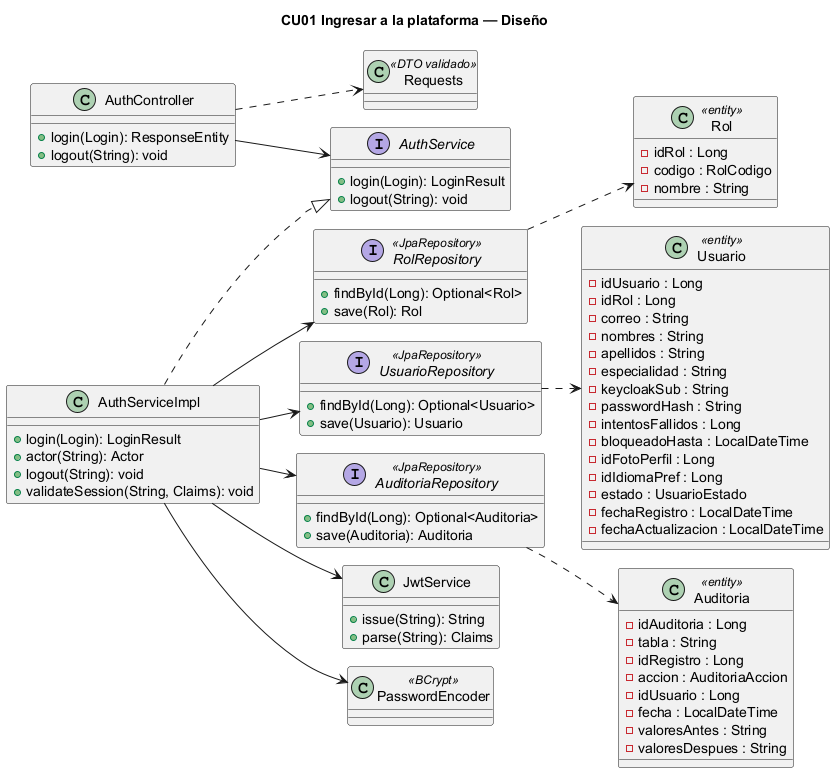 CU01 Ingresar a la plataforma — Diseño
C AuthController
login(Login): ResponseEntity
logout(String): void
C «DTO validado»
Requests
I AuthService
login(Login): LoginResult
logout(String): void
I «JpaRepository»
RolRepository
findById(Long): Optional<Rol>
save(Rol): Rol
I «JpaRepository»
UsuarioRepository
findById(Long): Optional<Usuario>
save(Usuario): Usuario
I «JpaRepository»
AuditoriaRepository
findById(Long): Optional<Auditoria>
save(Auditoria): Auditoria
C AuthServiceImpl
login(Login): LoginResult
actor(String): Actor
logout(String): void
validateSession(String, Claims): void
C JwtService
issue(String): String
parse(String): Claims
C «BCrypt»
PasswordEncoder
C «entity»
Rol
idRol : Long
codigo : RolCodigo
nombre : String
C «entity»
Usuario
idUsuario : Long
idRol : Long
correo : String
nombres : String
apellidos : String
especialidad : String
keycloakSub : String
passwordHash : String
intentosFallidos : Long
bloqueadoHasta : LocalDateTime
idFotoPerfil : Long
idIdiomaPref : Long
estado : UsuarioEstado
fechaRegistro : LocalDateTime
fechaActualizacion : LocalDateTime
C «entity»
Auditoria
idAuditoria : Long
tabla : String
idRegistro : Long
accion : AuditoriaAccion
idUsuario : Long
fecha : LocalDateTime
valoresAntes : String
valoresDespues : String